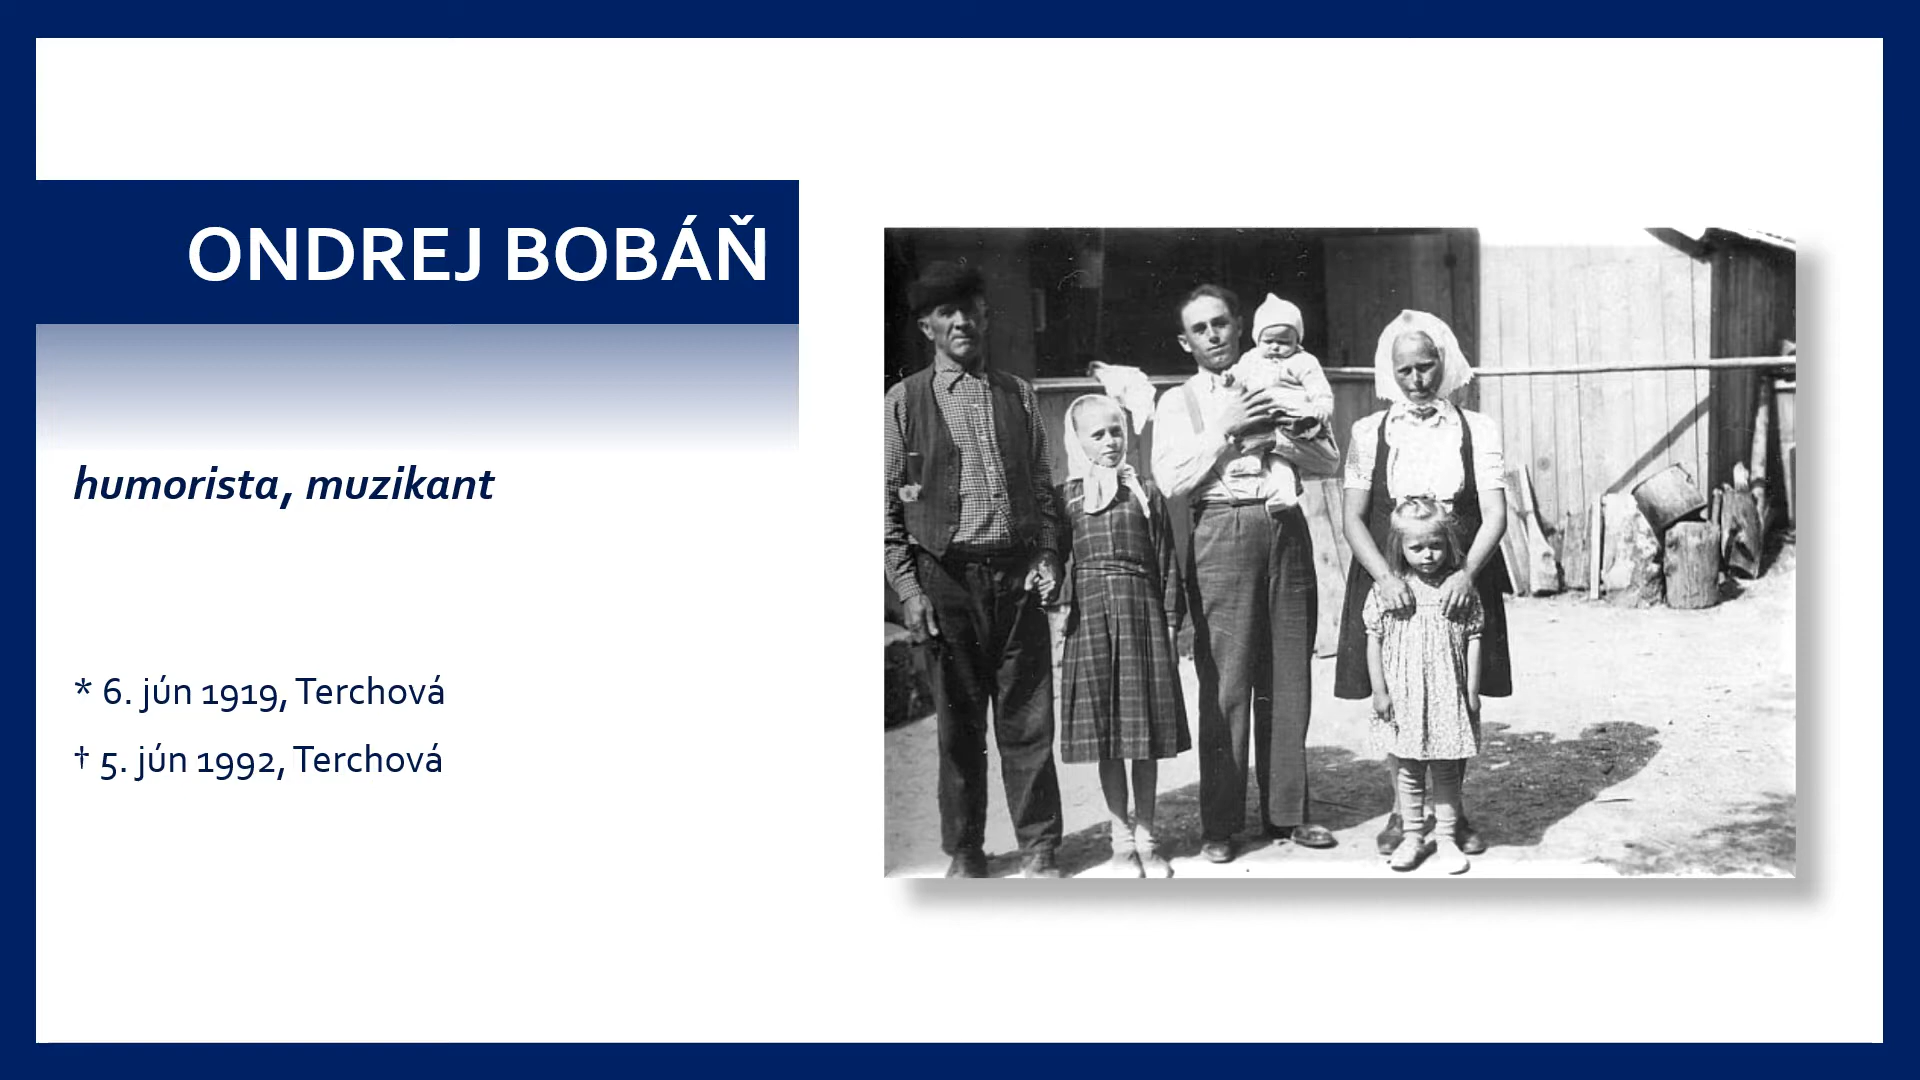 ONDREJ BOBÁŇ
humorista, muzikant
* 6. jún 1919, Terchová
† 5. jún 1992, Terchová